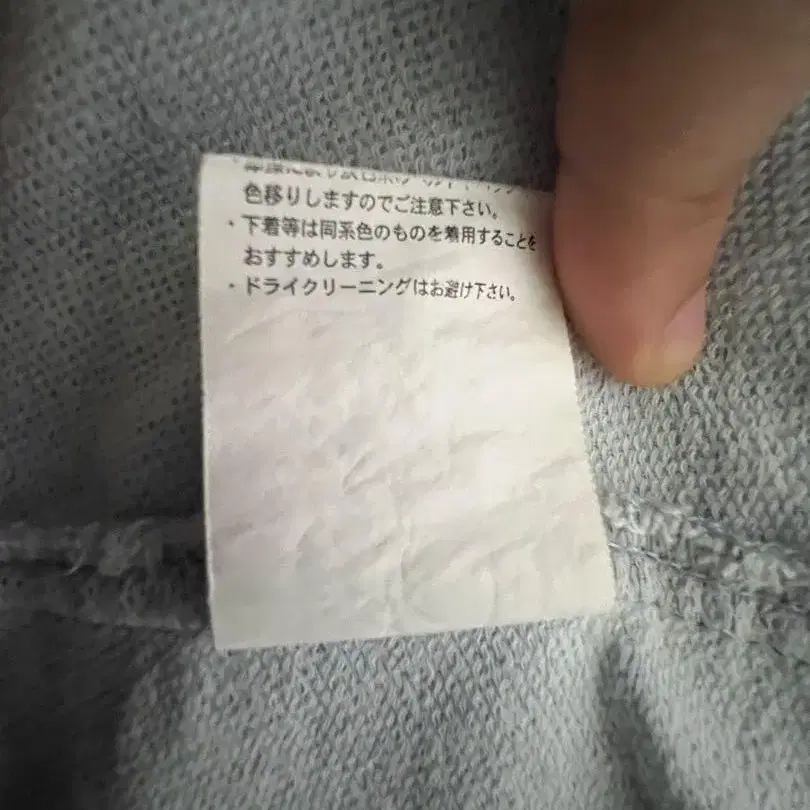 色移りしますのでご注意下さい。
・下着等は同系色のものを着用することを
おすすめします。
・ドライクリーニングはお避け下さい。